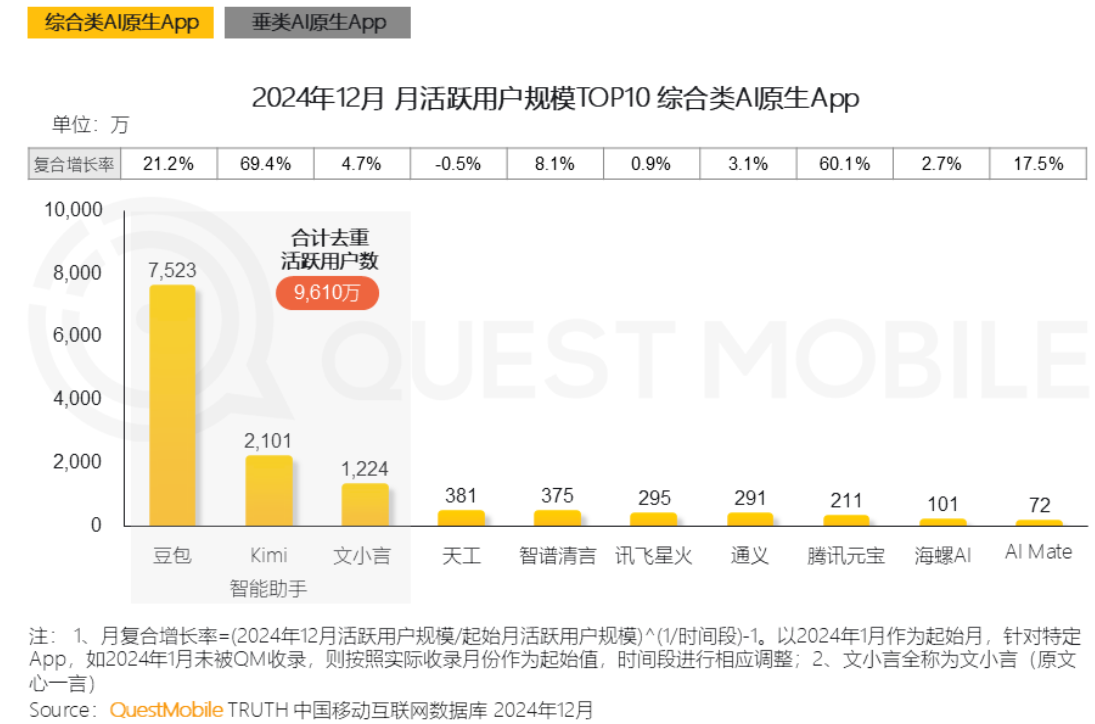 综合类AI原生App 垂类AI原生App
2024年12月 月活跃用户规模TOP10 综合类AI原生App
单位：万
复合增长率 21.2% 69.4% 4.7% -0.5% 8.1% 0.9% 3.1% 60.1% 2.7% 17.5%
10,000
8,000
6,000
4,000
2,000
0
合计去重
活跃用户数
9,610万
7,523
2,101
1,224
381
375
295
291
211
101
72
QUEST MOBILE
豆包 Kimi 文小言 天工 智谱清言 讯飞星火 通义 腾讯元宝 海螺AI AI Mate
智能助手
注： 1、月复合增长率=(2024年12月活跃用户规模/起始月活跃用户规模)^(1/时间段)-1。以2024年1月作为起始月，针对特定
App，如2024年1月未被QM收录，则按照实际收录月份作为起始值，时间段进行相应调整；2、文小言全称为文小言（原文
心一言）
Source： QuestMobile TRUTH 中国移动互联网数据库 2024年12月